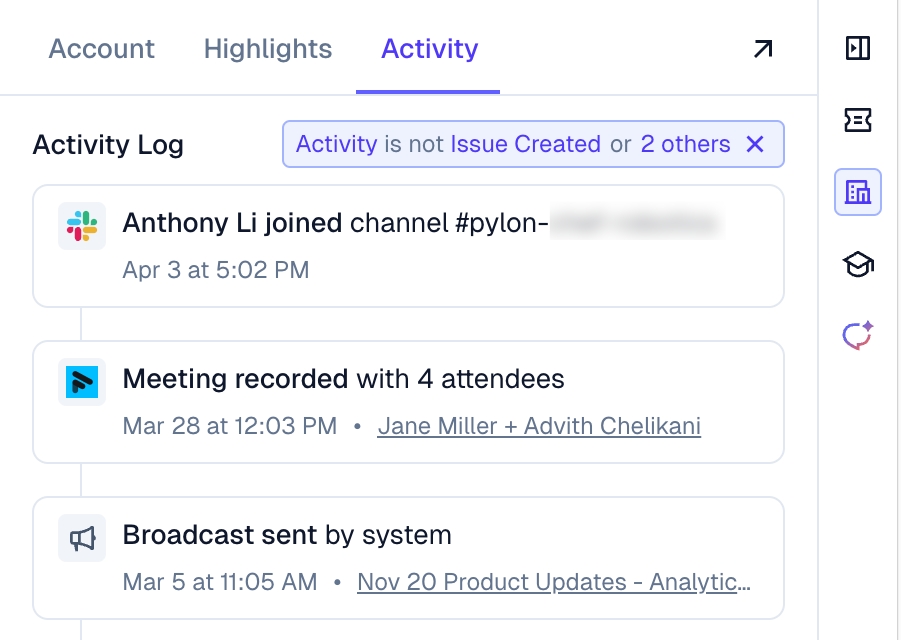 Account Highlights Activity
Activity Log Activity is not Issue Created or 2 others
Anthony Li joined channel #pylon-
Apr 3 at 5:02 PM
Meeting recorded with 4 attendees
Mar 28 at 12:03 PM • Jane Miller + Advith Chelikani
Broadcast sent by system
Mar 5 at 11:05 AM • Nov 20 Product Updates - Analytic...